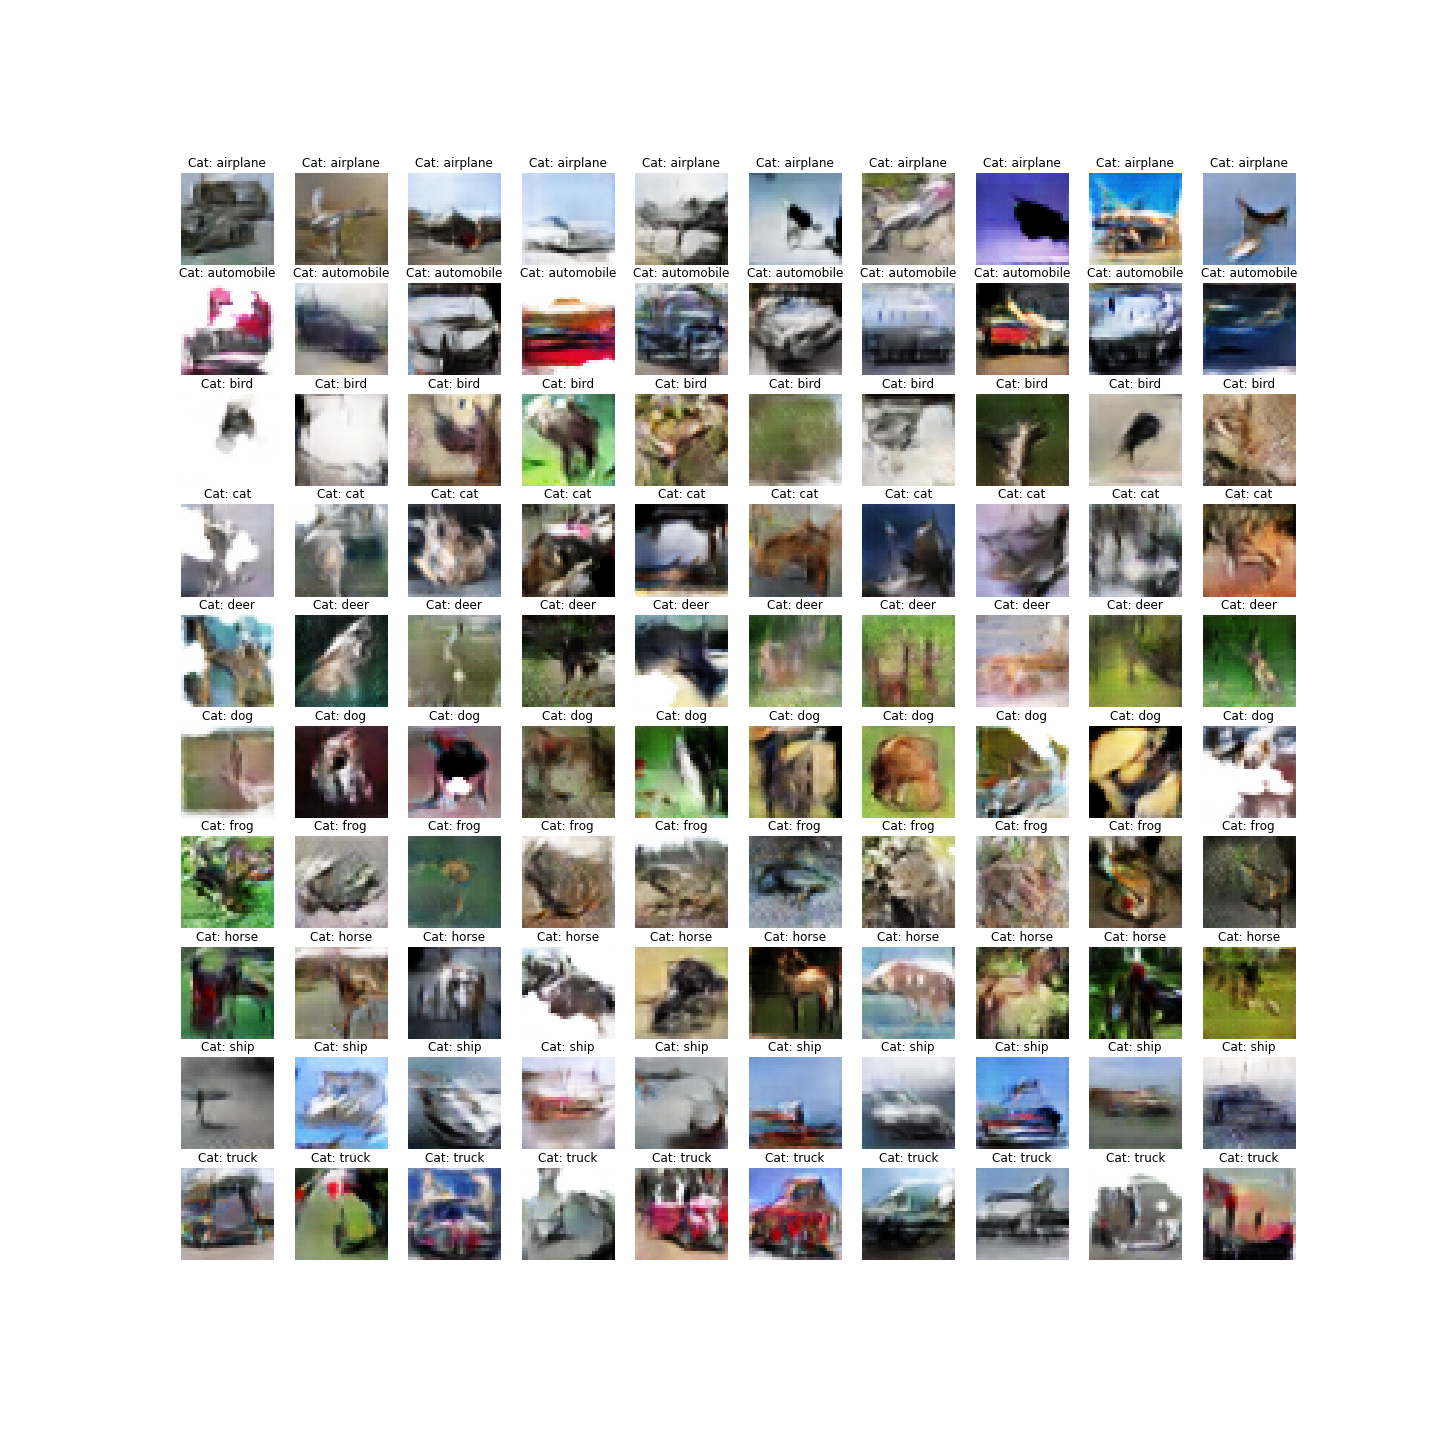 Cat: airplane Cat: airplane Cat: airplane Cat: airplane Cat: airplane Cat: airplane Cat: airplane Cat: airplane Cat: airplane Cat: airplane
Cat: automobile Cat: automobile Cat: automobile Cat: automobile Cat: automobile Cat: automobile Cat: automobile Cat: automobile Cat: automobile Cat: automobile
Cat: bird Cat: bird Cat: bird Cat: bird Cat: bird Cat: bird Cat: bird Cat: bird Cat: bird Cat: bird
Cat: cat Cat: cat Cat: cat Cat: cat Cat: cat Cat: cat Cat: cat Cat: cat Cat: cat Cat: cat
Cat: deer Cat: deer Cat: deer Cat: deer Cat: deer Cat: deer Cat: deer Cat: deer Cat: deer Cat: deer
Cat: dog Cat: dog Cat: dog Cat: dog Cat: dog Cat: dog Cat: dog Cat: dog Cat: dog Cat: dog
Cat: frog Cat: frog Cat: frog Cat: frog Cat: frog Cat: frog Cat: frog Cat: frog Cat: frog Cat: frog
Cat: horse Cat: horse Cat: horse Cat: horse Cat: horse Cat: horse Cat: horse Cat: horse Cat: horse Cat: horse
Cat: ship Cat: ship Cat: ship Cat: ship Cat: ship Cat: ship Cat: ship Cat: ship Cat: ship Cat: ship
Cat: truck Cat: truck Cat: truck Cat: truck Cat: truck Cat: truck Cat: truck Cat: truck Cat: truck Cat: truck